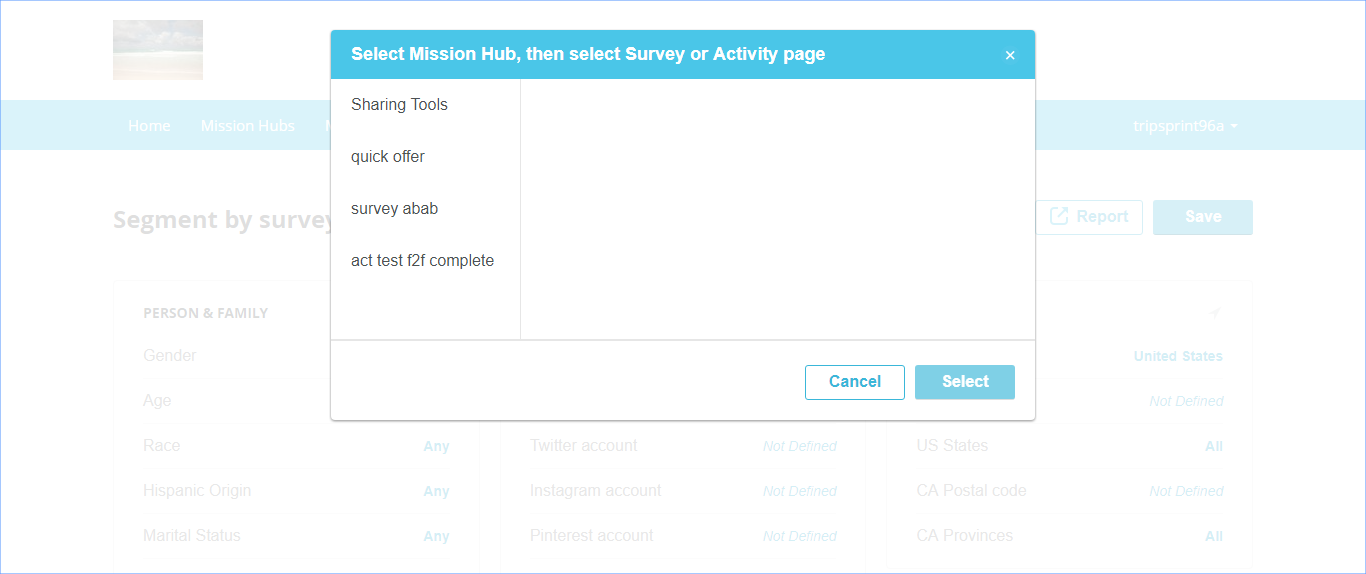 Select Mission Hub, then select Survey or Activity page ×
Sharing Tools
quick offer
survey abab
act test f2f complete
Cancel Select
Home Mission Hubs tripsprint96a
Segment by survey Report Save
PERSON & FAMILY
Gender United States
Age Not Defined
Race Any Twitter account Not Defined US States All
Hispanic Origin Any Instagram account Not Defined CA Postal code Not Defined
Marital Status Any Pinterest account Not Defined CA Provinces All